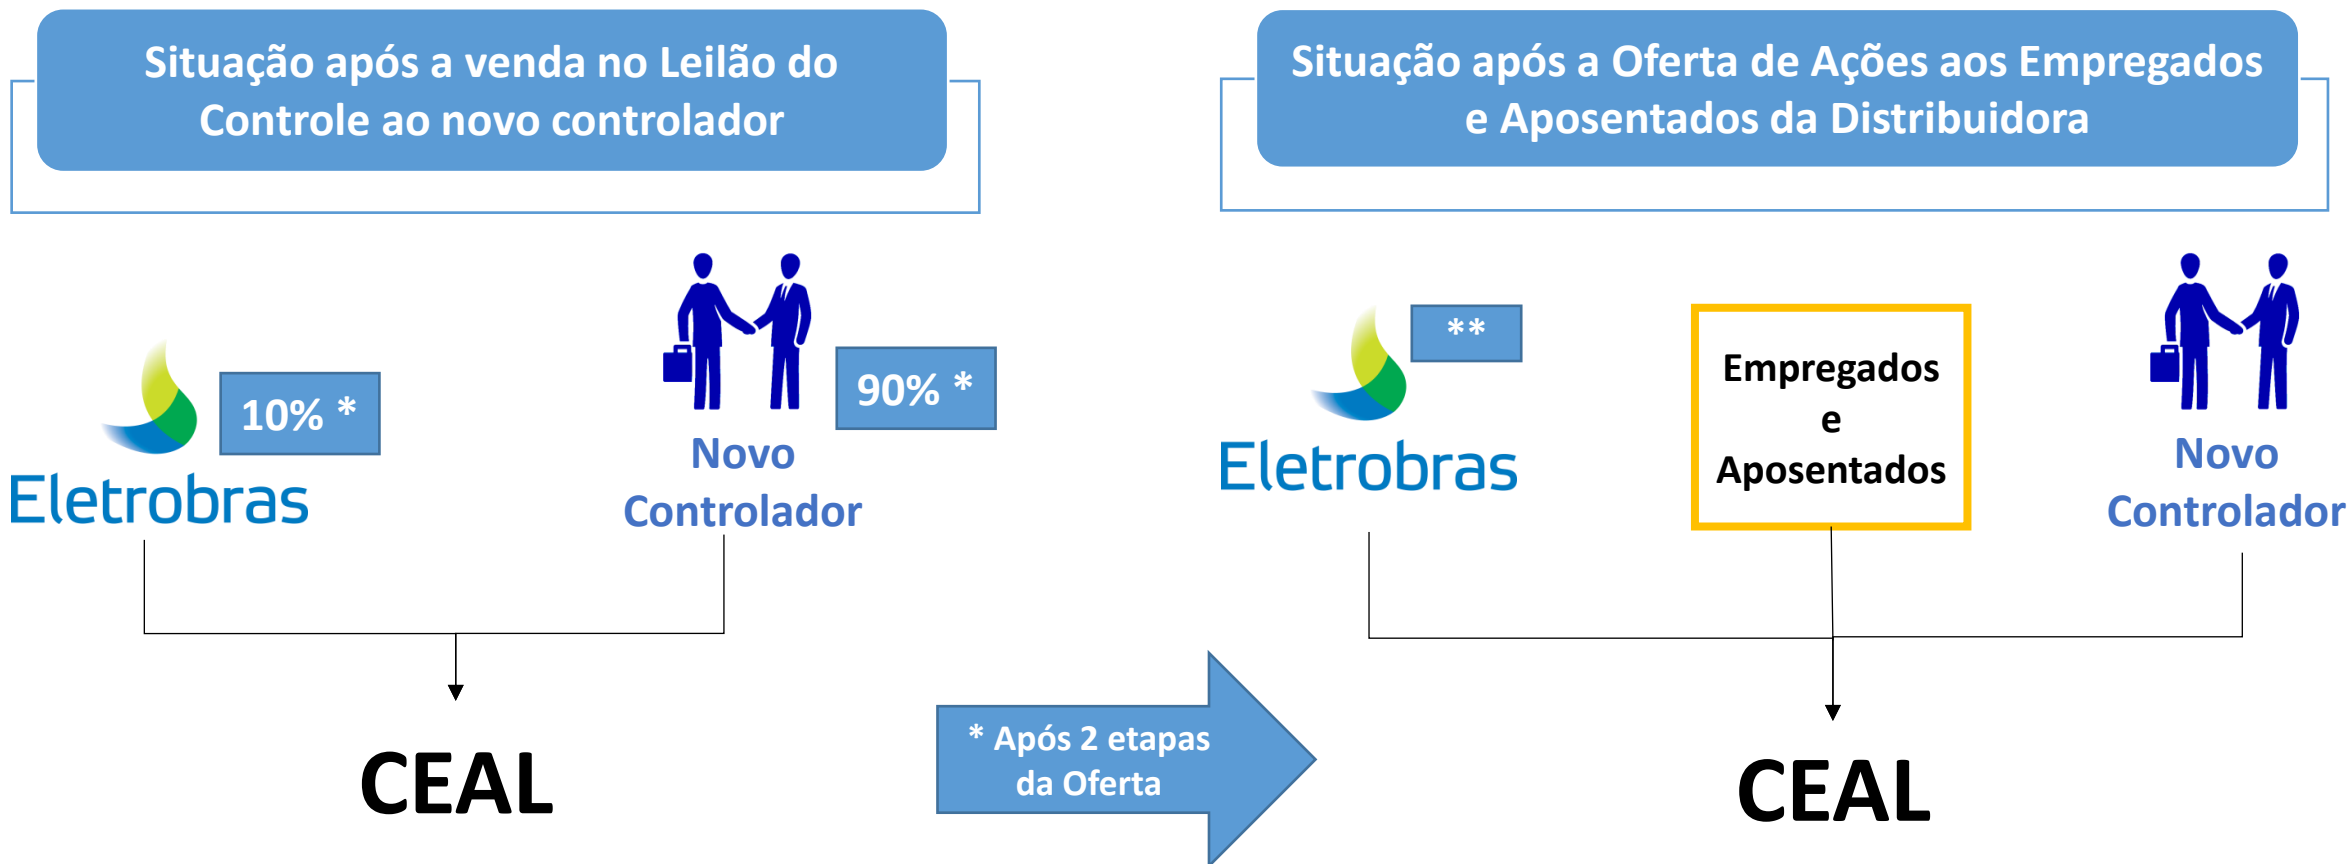 Situação após a venda no Leilão do
Controle ao novo controlador
10% *
Eletrobras
90% *
Novo
Controlador
CEAL
* Após 2 etapas
da Oferta
Situação após a Oferta de Ações aos Empregados
e Aposentados da Distribuidora
**
Eletrobras
Empregados
e
Aposentados
Novo
Controlador
CEAL